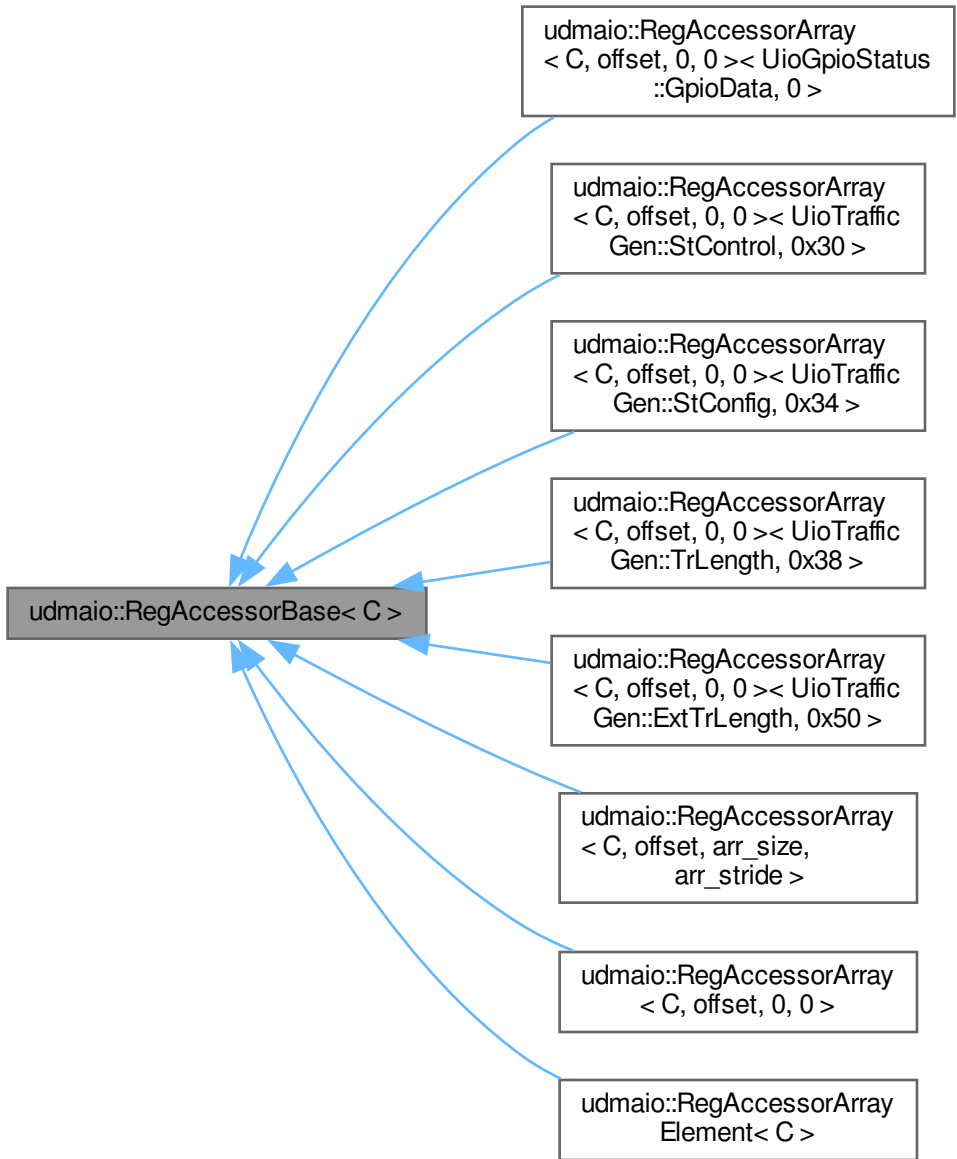 udmaio::RegAccessorArray
< C, offset, 0, 0 >< UioGpioStatus
::GpioData, 0 >
udmaio::RegAccessorArray
< C, offset, 0, 0 >< UioTraffic
Gen::StControl, 0x30 >
udmaio::RegAccessorArray
< C, offset, 0, 0 >< UioTraffic
Gen::StConfig, 0x34 >
udmaio::RegAccessorArray
< C, offset, 0, 0 >< UioTraffic
Gen::TrLength, 0x38 >
udmaio::RegAccessorBase< C >
udmaio::RegAccessorArray
< C, offset, 0, 0 >< UioTraffic
Gen::ExtTrLength, 0x50 >
udmaio::RegAccessorArray
< C, offset, arr_size,
arr_stride >
udmaio::RegAccessorArray
< C, offset, 0, 0 >
udmaio::RegAccessorArray
Element< C >